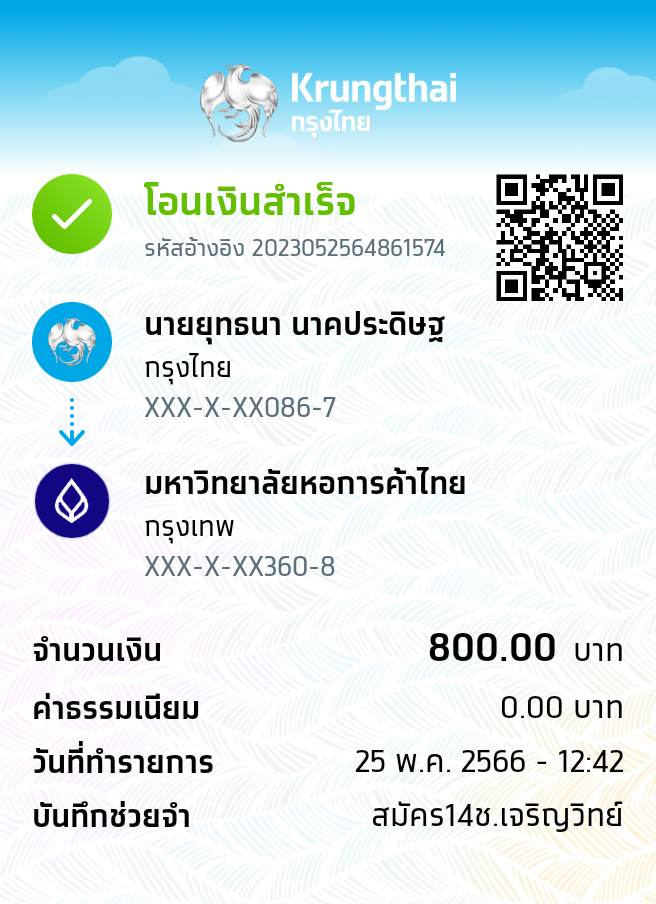 Krungthai
กรุงไทย
โอนเงินสำเร็จ
รหัสอ้างอิง 2023052564861574
นายยุทธนา นาคประดิษฐ
กรุงไทย
XXX-X-XX086-7
มหาวิทยาลัยหอการค้าไทย
กรุงเทพ
XXX-X-XX360-8
จำนวนเงิน 800.00 บาท
ค่าธรรมเนียม 0.00 บาท
วันที่ทำรายการ 25 พ.ค. 2566 - 12:42
บันทึกช่วยจำ สมัคร14ช.เจริญวิทย์